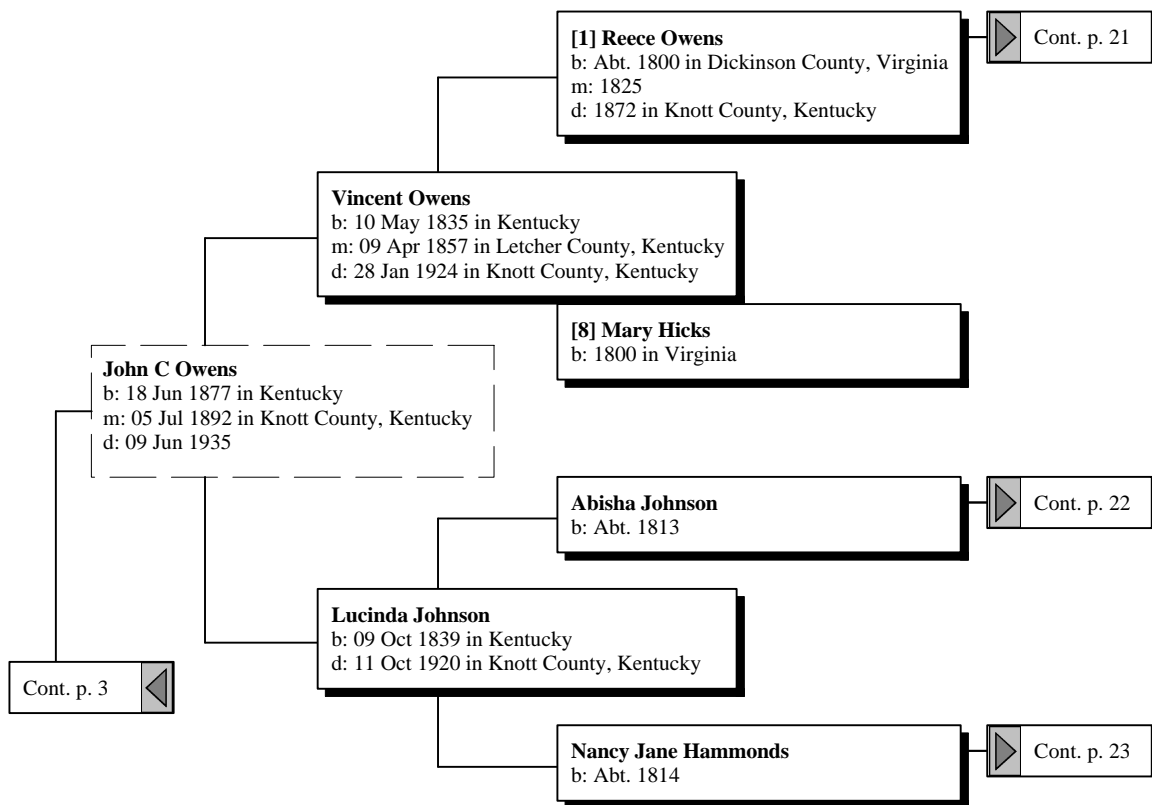 [1] Reece Owens
b: Abt. 1800 in Dickinson County, Virginia
m: 1825
d: 1872 in Knott County, Kentucky
Cont. p. 21
Vincent Owens
b: 10 May 1835 in Kentucky
m: 09 Apr 1857 in Letcher County, Kentucky
d: 28 Jan 1924 in Knott County, Kentucky
[8] Mary Hicks
b: 1800 in Virginia
John C Owens
b: 18 Jun 1877 in Kentucky
m: 05 Jul 1892 in Knott County, Kentucky
d: 09 Jun 1935
Abisha Johnson
b: Abt. 1813
Cont. p. 22
Lucinda Johnson
b: 09 Oct 1839 in Kentucky
d: 11 Oct 1920 in Knott County, Kentucky
Cont. p. 3
Nancy Jane Hammonds
b: Abt. 1814
Cont. p. 23